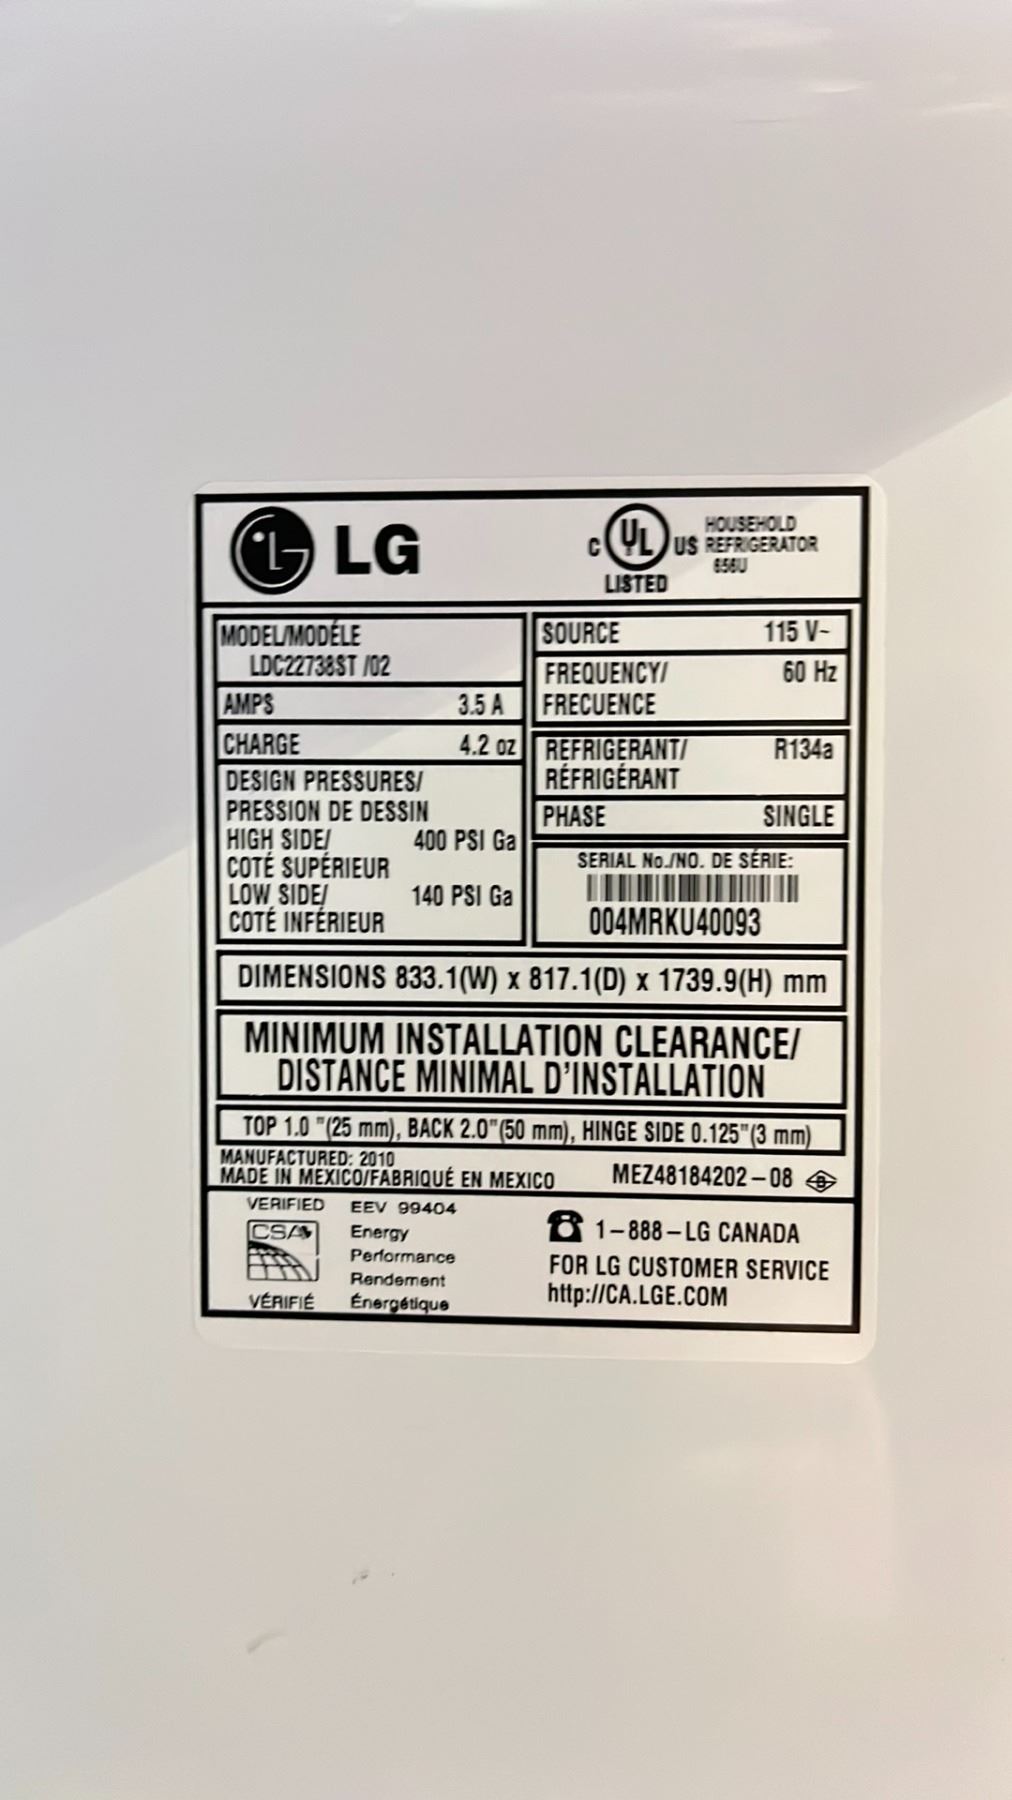 LG
C UL US HOUSEHOLD
REFRIGERATOR
LISTED 656U
MODEL/MODÉLE
LDC22738ST /02
AMPS 3.5 A
CHARGE 4.2 oz
DESIGN PRESSURES/
PRESSION DE DESSIN
HIGH SIDE/ 400 PSI Ga
COTÉ SUPÉRIEUR
LOW SIDE/ 140 PSI Ga
COTÉ INFÉRIEUR
SOURCE 115 V~
FREQUENCY/ 60 Hz
FRECUENCE
REFRIGERANT/ R134a
RÉFRIGÉRANT
PHASE SINGLE
SERIAL No./NO. DE SÉRIE:
004MRKU40093
DIMENSIONS 833.1(W) x 817.1(D) x 1739.9(H) mm
MINIMUM INSTALLATION CLEARANCE/
DISTANCE MINIMAL D'INSTALLATION
TOP 1.0 "(25 mm), BACK 2.0"(50 mm), HINGE SIDE 0.125"(3 mm)
MANUFACTURED: 2010
MADE IN MEXICO/FABRIQUÉ EN MEXICO MEZ48184202-08 B
VERIFIED EEV 99404
CSA Energy
Performance
Rendement
VÉRIFIÉ Énergétique
1-888-LG CANADA
FOR LG CUSTOMER SERVICE
http://CA.LGE.COM